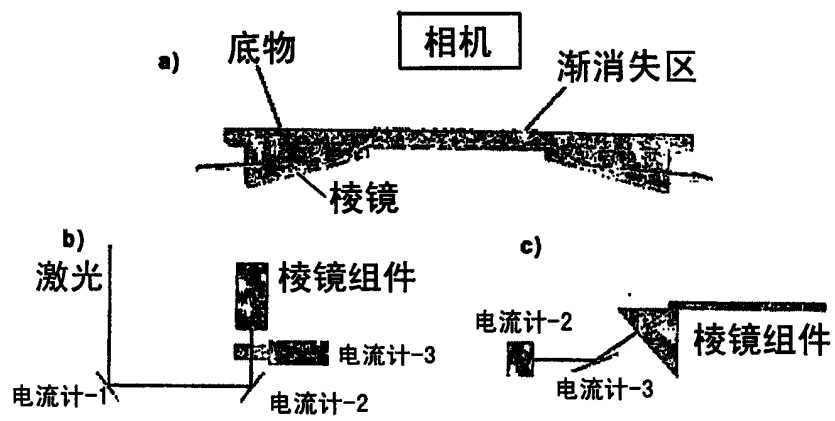 a)
底物
相机
渐消失区
棱镜
b)
激光
棱镜组件
电流计-3
电流计-1
电流计-2
c)
电流计-2
棱镜组件
电流计-3